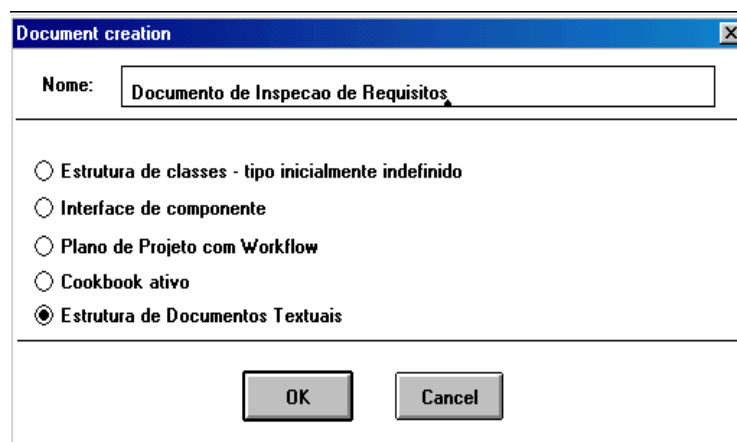 Document creation
Nome: Documento de Inspecao de Requisitos
Estrutura de classes - tipo inicialmente indefinido
Interface de componente
Plano de Projeto com Workflow
Cookbook ativo
Estrutura de Documentos Textuais
OK Cancel